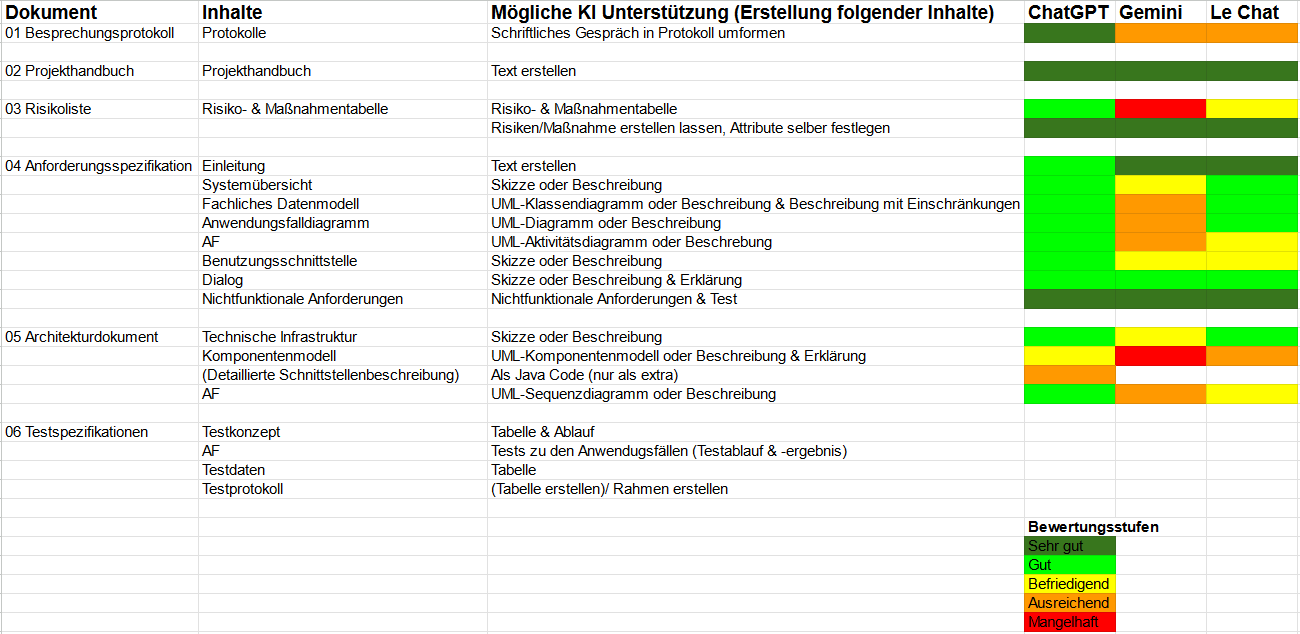 Dokument Inhalte Mögliche KI Unterstützung (Erstellung folgender Inhalte) ChatGPT Gemini Le Chat
01 Besprechungsprotokoll Protokolle Schriftliches Gespräch in Protokoll umformen
02 Projekthandbuch Projekthandbuch Text erstellen
03 Risikoliste Risiko- & Maßnahmentabelle Risiko- & Maßnahmentabelle
Risiken/Maßnahme erstellen lassen, Attribute selber festlegen
04 Anforderungsspezifikation Einleitung Text erstellen
Systemübersicht Skizze oder Beschreibung
Fachliches Datenmodell UML-Klassendiagramm oder Beschreibung & Beschreibung mit Einschränkungen
Anwendungsfalldiagramm UML-Diagramm oder Beschreibung
AF UML-Aktivitätsdiagramm oder Beschrebung
Benutzungsschnittstelle Skizze oder Beschreibung
Dialog Skizze oder Beschreibung & Erklärung
Nichtfunktionale Anforderungen Nichtfunktionale Anforderungen & Test
05 Architekturdokument Technische Infrastruktur Skizze oder Beschreibung
Komponentenmodell UML-Komponentenmodell oder Beschreibung & Erklärung
(Detaillierte Schnittstellenbeschreibung) Als Java Code (nur als extra)
AF UML-Sequenzdiagramm oder Beschreibung
06 Testspezifikationen Testkonzept Tabelle & Ablauf
AF Tests zu den Anwendugsfällen (Testablauf & -ergebnis)
Testdaten Tabelle
Testprotokoll (Tabelle erstellen)/ Rahmen erstellen
Bewertungsstufen
Sehr gut
Gut
Befriedigend
Ausreichend
Mangelhaft